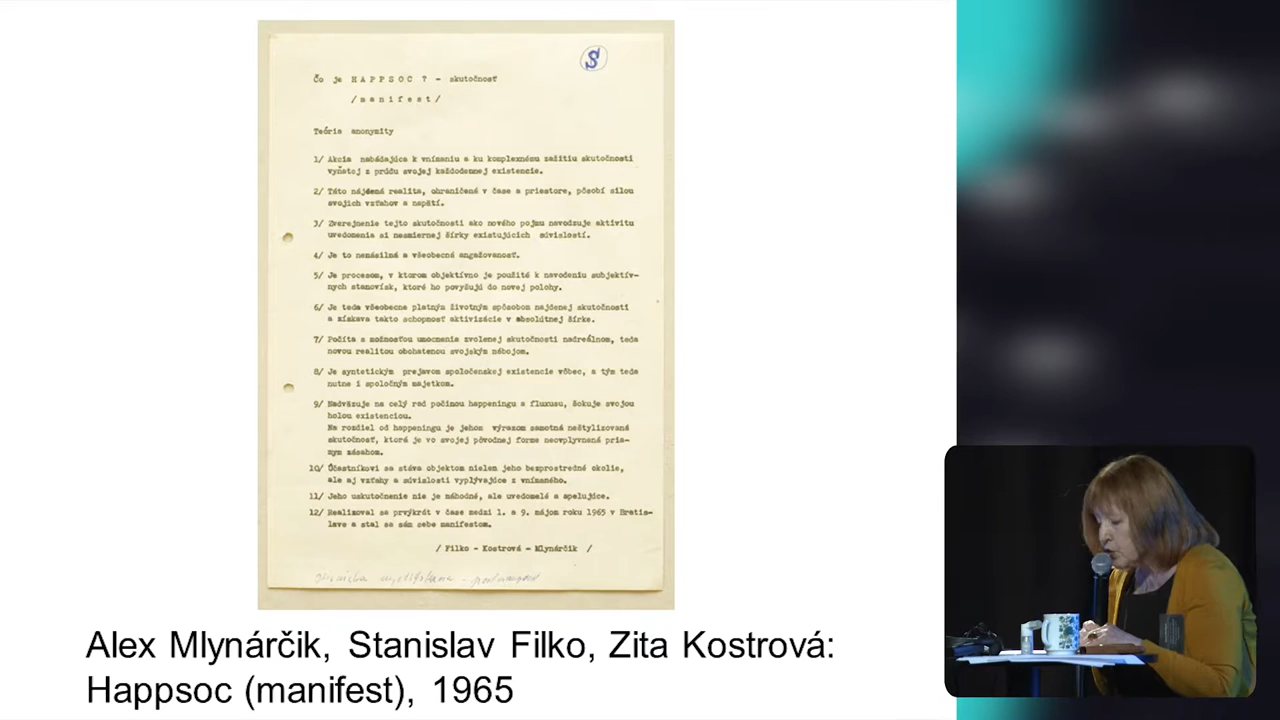 S
Čo je HAPPSOC ? - skutočnosť
/manifest/
Teória anonymity
1/ Akcia nabádajúca k vnímaniu a ku komplexnému zažitiu skutočnosti
vyňatej z prúdu svojej každodennej existencie.
2/ Táto nájdená realita, ohraničená v čase a priestore, pôsobí silou
svojich vzťahov a napätí.
3/ Zverejnenie tejto skutočnosti ako nového pojmu navodzuje aktivitu
uvedomenia si nesmiernej šírky existujúcich súvislostí.
4/ Je to nenásilná a všeobecná angažovanosť.
5/ Je procesom, v ktorom objektívno je použité k navodeniu subjektív-
nych stanovísk, ktoré ho povyšujú do novej polohy.
6/ Je teda všeobecne platným životným spôsobom najdenej skutočnosti
a získava takto schopnosť aktivizácie v absolútnej šírke.
7/ Počíta s možnosťou umocnenia zvolenej skutočnosti nadreálnom, teda
novou realitou obohatenou svojským nábojom.
8/ Je syntetickým prejavom spoločenskej existencie vôbec, a tým teda
nutne i spoločným majetkom.
9/ Nadväzuje na celý rad počinou happeningu a fluxusu, šokuje svojou
holou existenciou.
Na rozdiel od happeningu je jehom výrazom samotná neštylizovaná
skutočnosť, ktorá je vo svojej pôvodnej forme neovplyvnená pria-
mym zásahom.
10/ Účastníkovi sa stáva objektom nielen jeho bezprostredné okolie,
ale aj vzťahy a súvislosti vyplývajúce z vnímaného.
11/ Jeho uskutočnenie nie je náhodné, ale uvedomelé a apelujúce.
12/ Realizoval sa prvýkrát v čase medzi 1. a 9. májom roku 1965 v Bratis-
lave a stal sa sám sebe manifestom.
/ Filko - Kostrová - Mlynárčik /
Alex Mlynárčik, Stanislav Filko, Zita Kostrová:
Happsoc (manifest), 1965